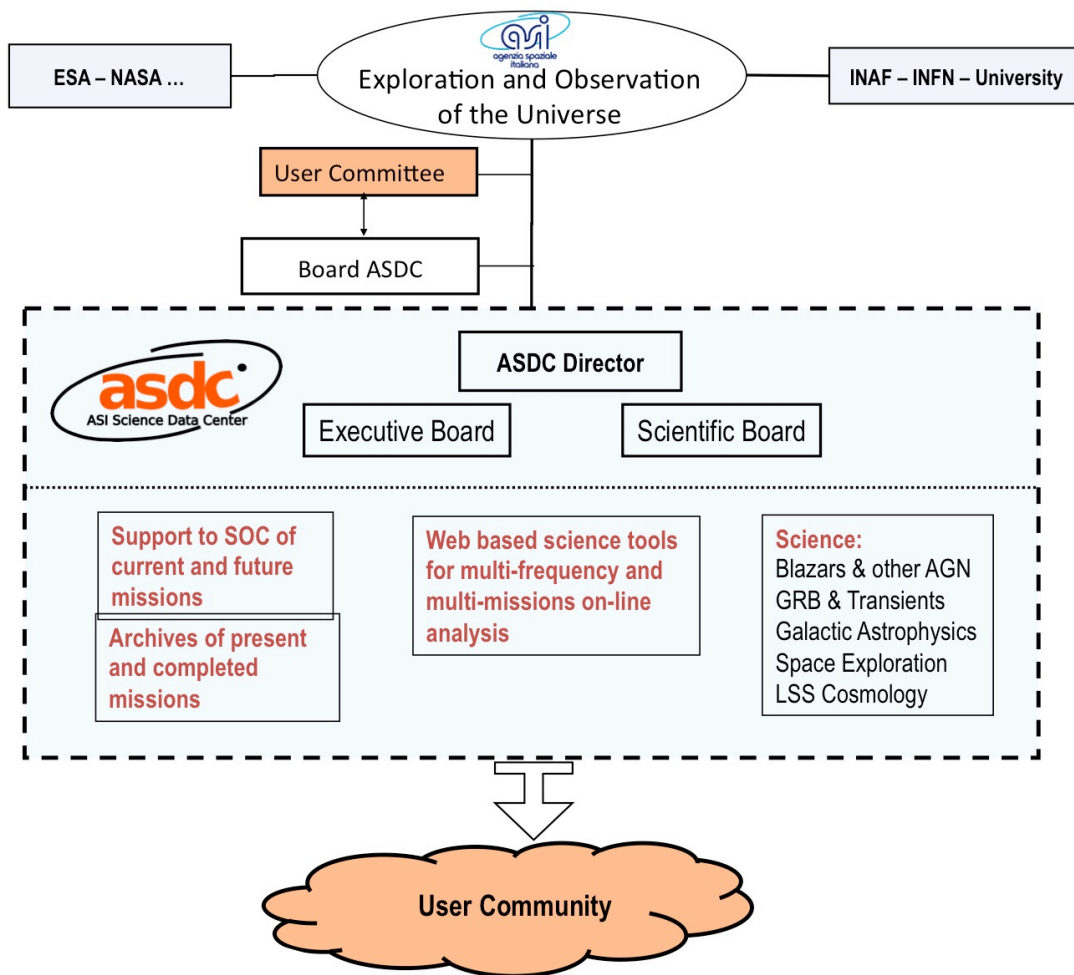 asi
agenzia spaziale
italiana
ESA – NASA ...
Exploration and Observation
of the Universe
INAF – INFN – University
User Committee
Board ASDC
asdc
ASI Science Data Center
ASDC Director
Executive Board
Scientific Board
Support to SOC of
current and future
missions
Archives of present
and completed
missions
Web based science tools
for multi-frequency and
multi-missions on-line
analysis
Science:
Blazars & other AGN
GRB & Transients
Galactic Astrophysics
Space Exploration
LSS Cosmology
User Community